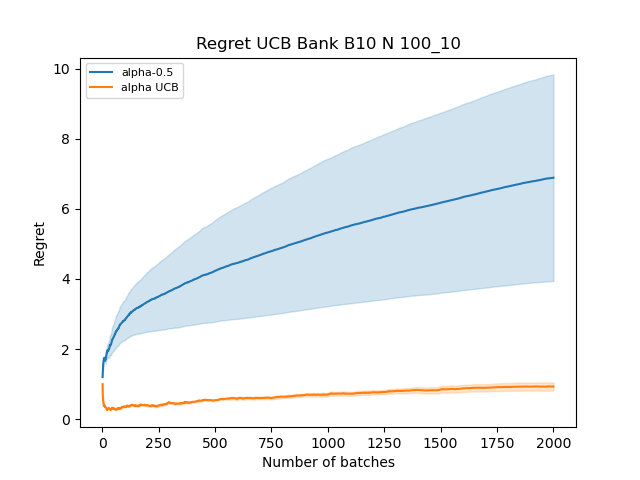 Regret UCB Bank B10 N 100_10
alpha-0.5
alpha UCB
Regret
10
8
6
4
2
0
0 250 500 750 1000 1250 1500 1750 2000
Number of batches